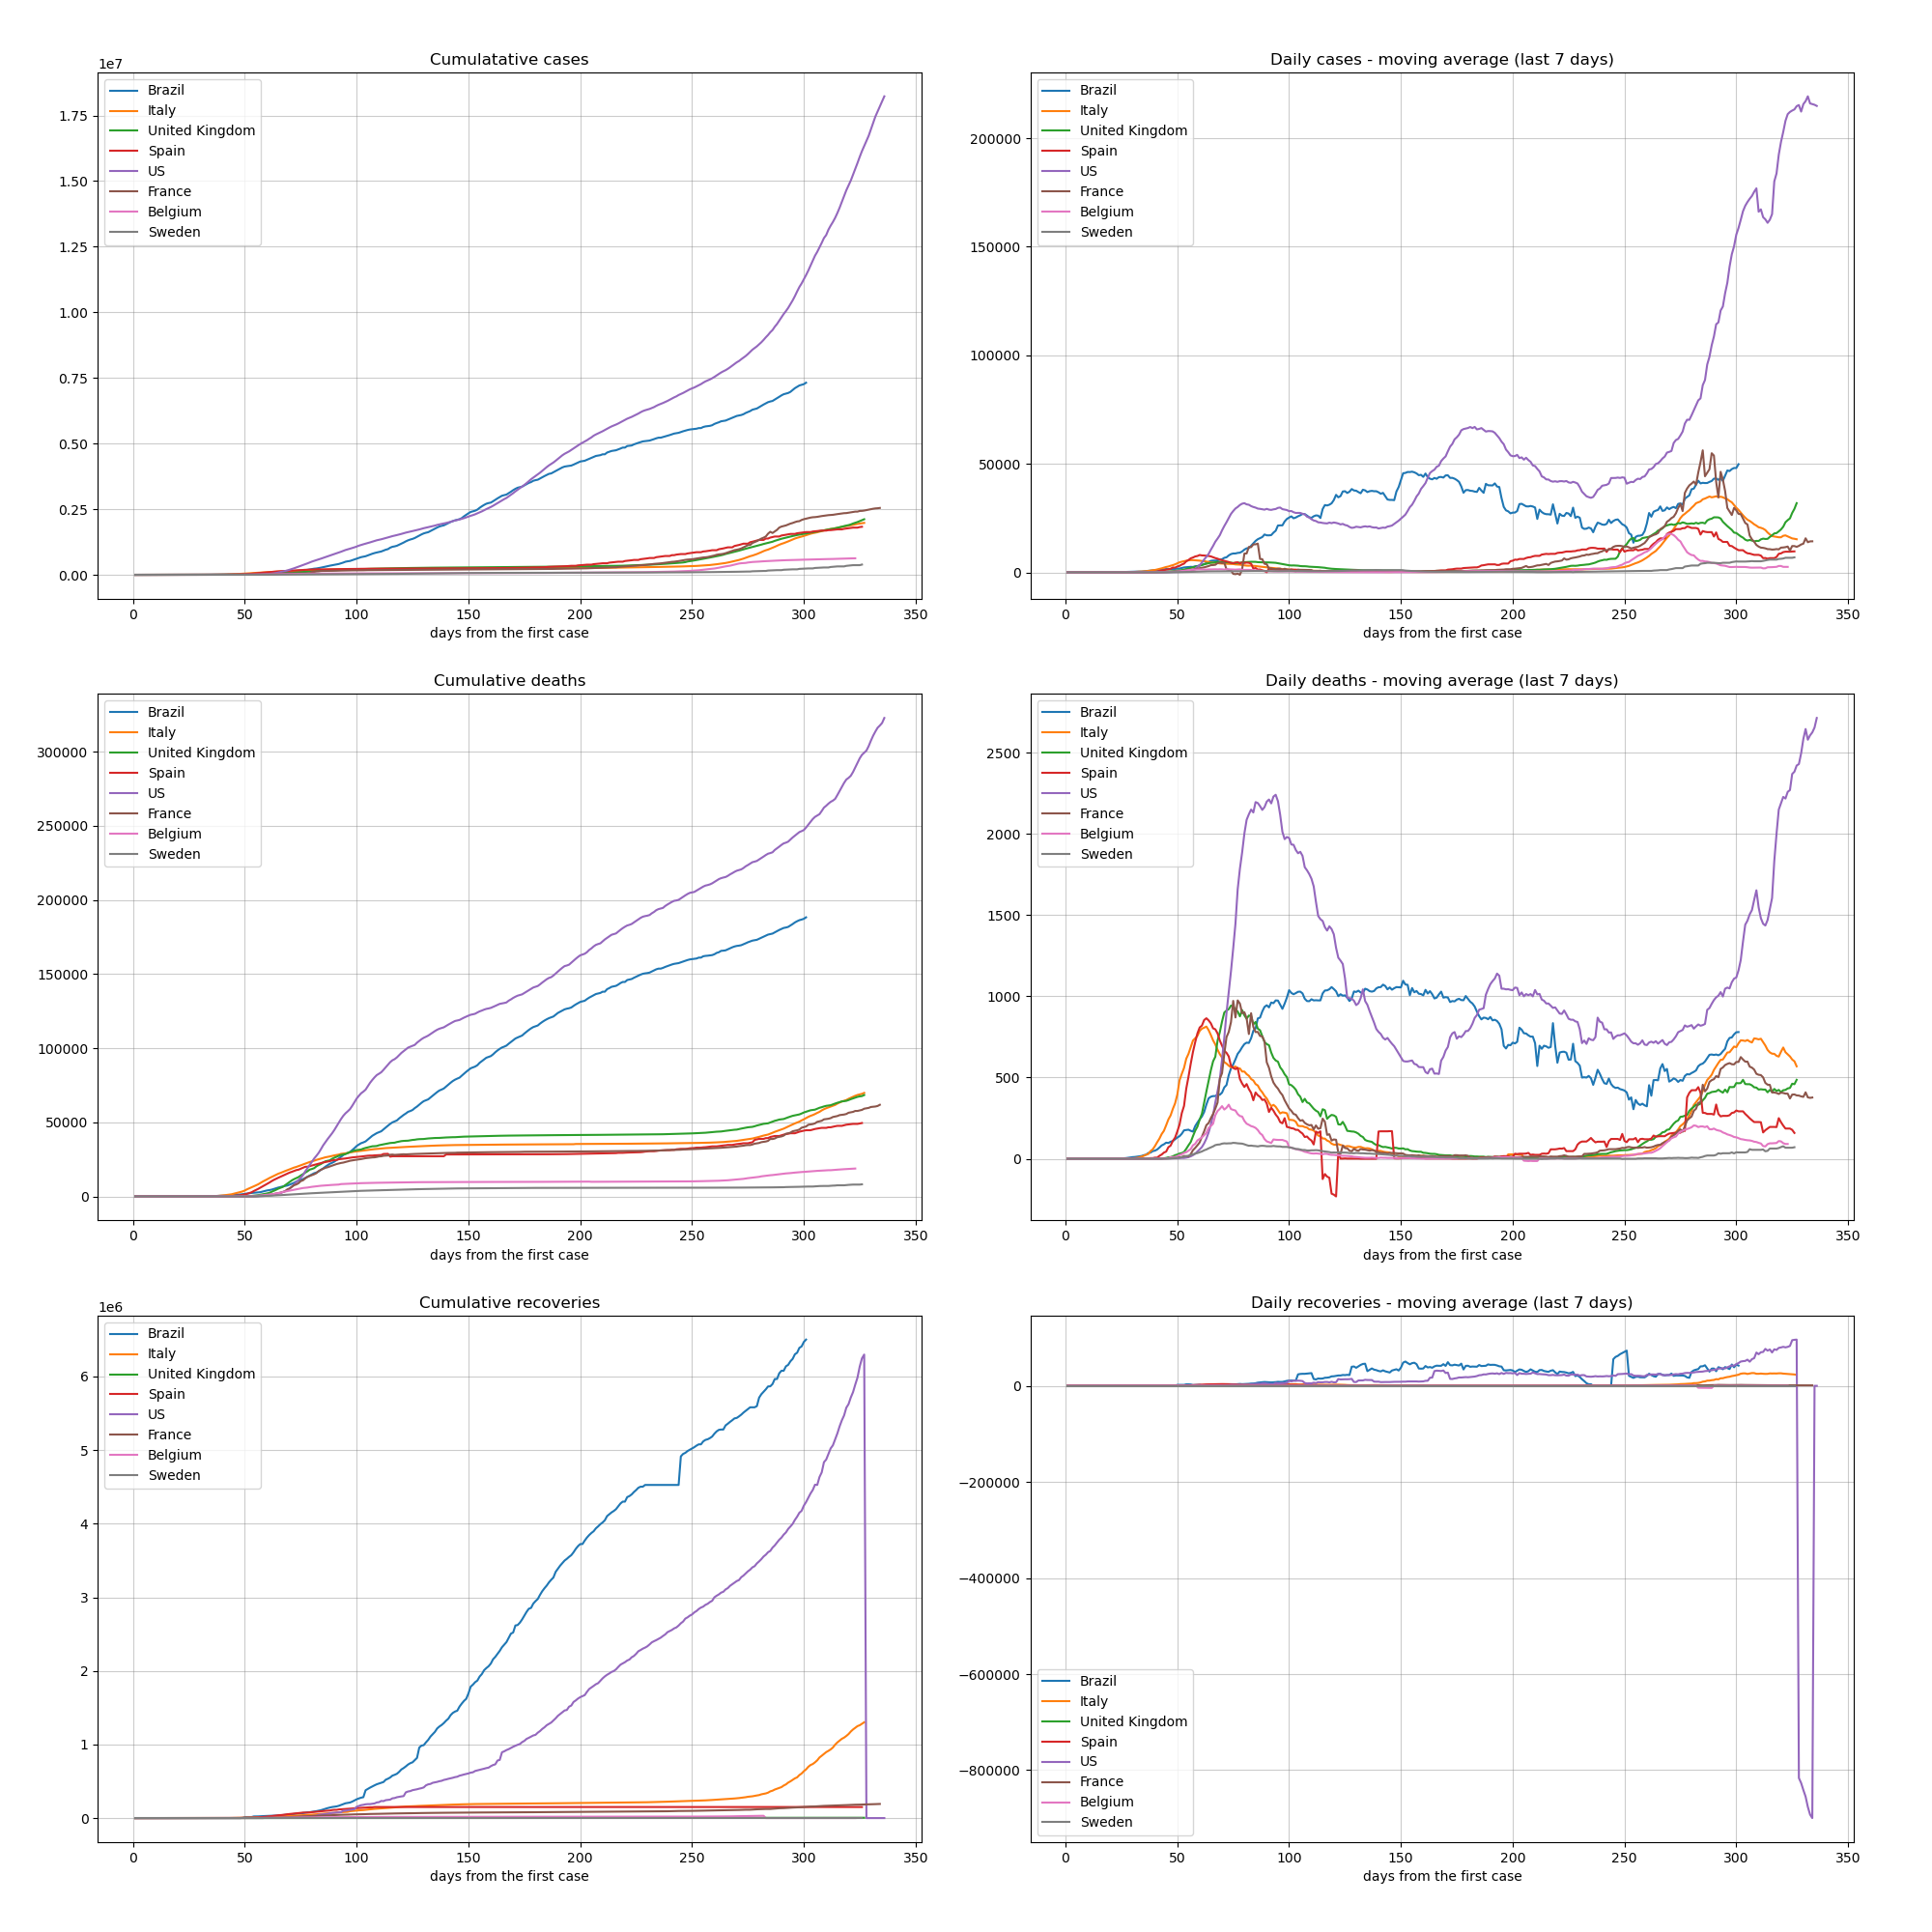 Cumulatative cases
1e7
Brazil
Italy
United Kingdom
Spain
US
France
Belgium
Sweden
1.75
1.50
1.25
1.00
0.75
0.50
0.25
0.00
0 50 100 150 200 250 300 350
days from the first case
Daily cases - moving average (last 7 days)
Brazil
Italy
United Kingdom
Spain
US
France
Belgium
Sweden
200000
150000
100000
50000
0
0 50 100 150 200 250 300 350
days from the first case
Cumulative deaths
Brazil
Italy
United Kingdom
Spain
US
France
Belgium
Sweden
300000
250000
200000
150000
100000
50000
0
0 50 100 150 200 250 300 350
days from the first case
Daily deaths - moving average (last 7 days)
Brazil
Italy
United Kingdom
Spain
US
France
Belgium
Sweden
2500
2000
1500
1000
500
0
0 50 100 150 200 250 300 350
days from the first case
Cumulative recoveries
1e6
Brazil
Italy
United Kingdom
Spain
US
France
Belgium
Sweden
6
5
4
3
2
1
0
0 50 100 150 200 250 300 350
days from the first case
Daily recoveries - moving average (last 7 days)
0
−200000
−400000
−600000
−800000
Brazil
Italy
United Kingdom
Spain
US
France
Belgium
Sweden
0 50 100 150 200 250 300 350
days from the first case